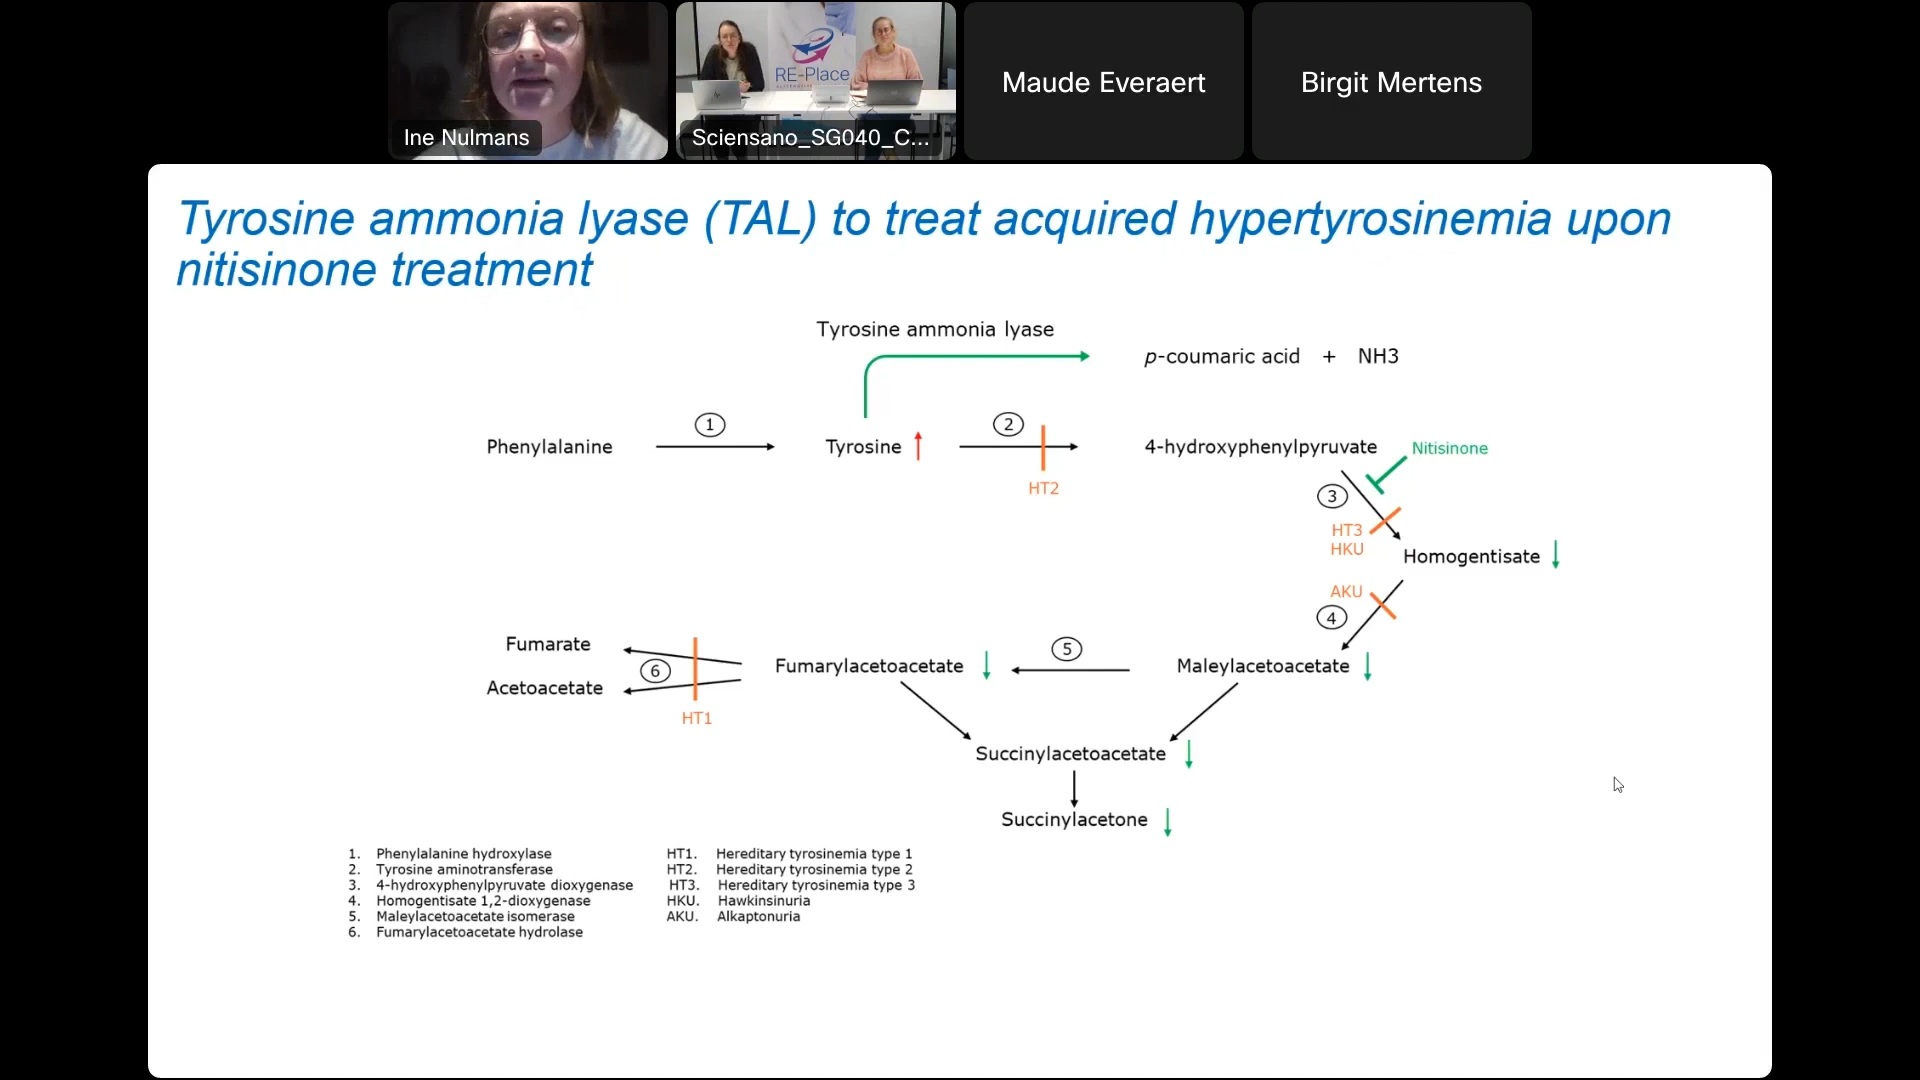 Ine Nulmans
RE-Place
Sciensano_SG040_C...
Maude Everaert
Birgit Mertens
Tyrosine ammonia lyase (TAL) to treat acquired hypertyrosinemia upon
nitisinone treatment
Tyrosine ammonia lyase
p-coumaric acid + NH3
1
2
Phenylalanine
Tyrosine
4-hydroxyphenylpyruvate
Nitisinone
HT2
3
HT3
HKU
Homogentisate
AKU
4
Fumarate
6
Acetoacetate
HT1
Fumarylacetoacetate
5
Maleylacetoacetate
Succinylacetoacetate
Succinylacetone
1. Phenylalanine hydroxylase
2. Tyrosine aminotransferase
3. 4-hydroxyphenylpyruvate dioxygenase
4. Homogentisate 1,2-dioxygenase
5. Maleylacetoacetate isomerase
6. Fumarylacetoacetate hydrolase
HT1. Hereditary tyrosinemia type 1
HT2. Hereditary tyrosinemia type 2
HT3. Hereditary tyrosinemia type 3
HKU. Hawkinsinuria
AKU. Alkaptonuria